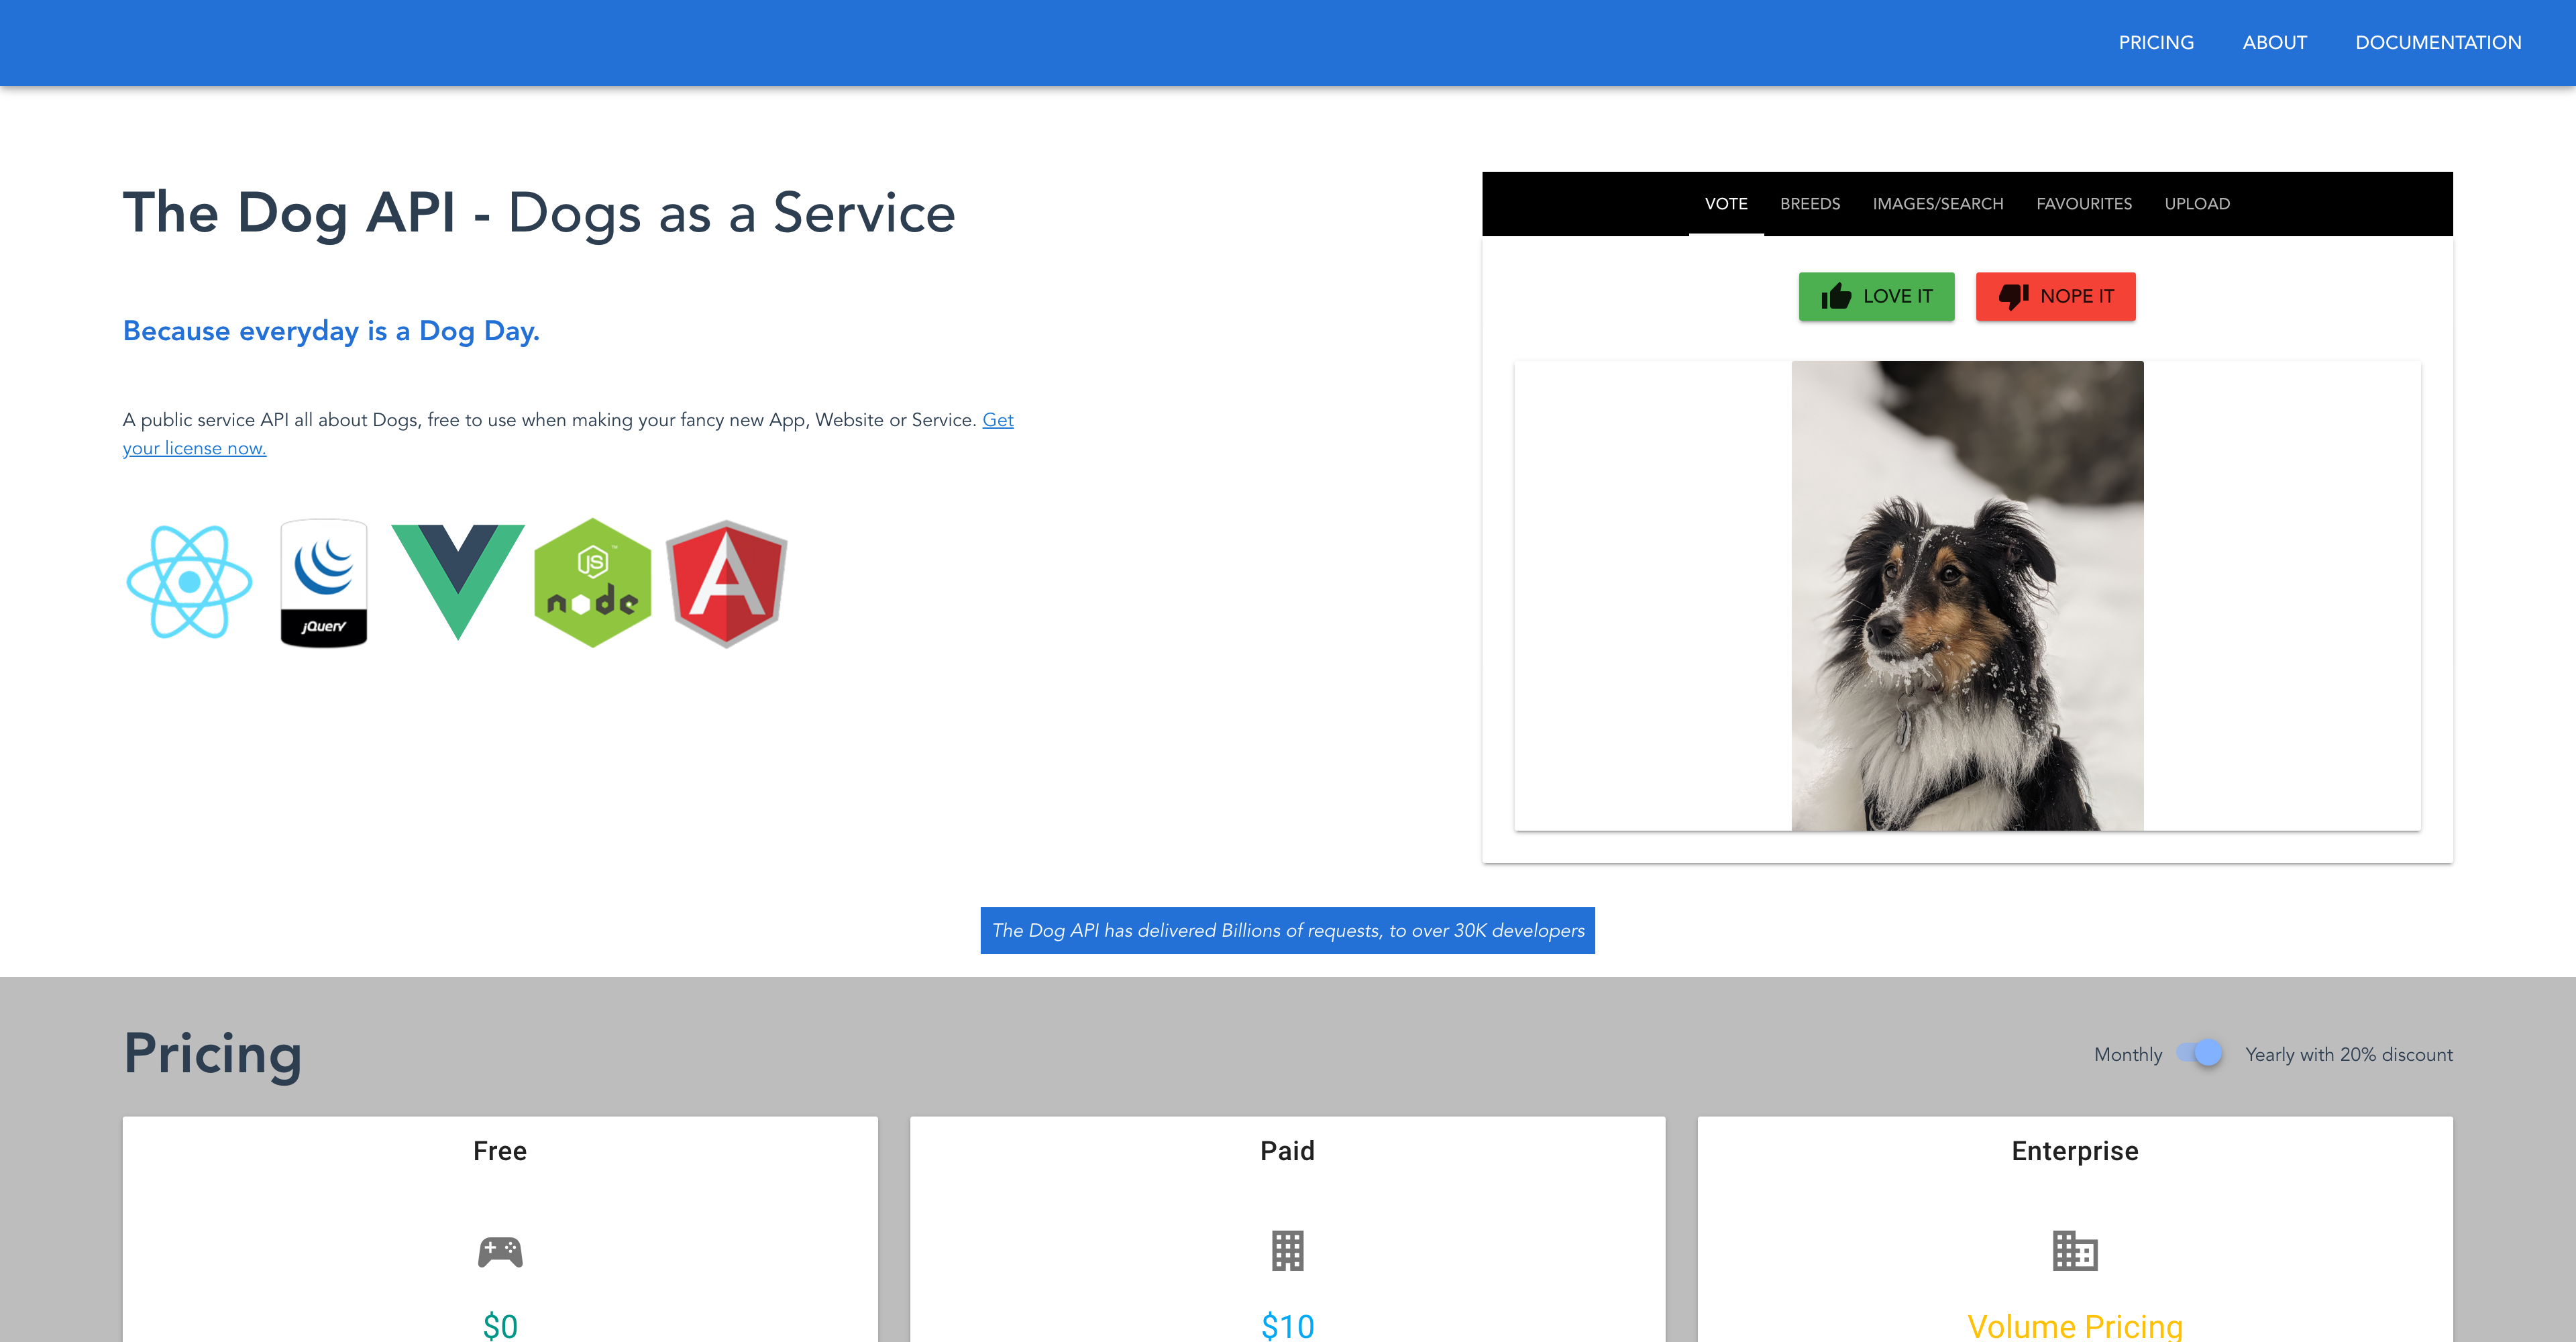 PRICING ABOUT DOCUMENTATION
The Dog API - Dogs as a Service
Because everyday is a Dog Day.
A public service API all about Dogs, free to use when making your fancy new App, Website or Service. Get
your license now.
jQuery
JS
node
A
VOTE BREEDS IMAGES/SEARCH FAVOURITES UPLOAD
LOVE IT NOPE IT
The Dog API has delivered Billions of requests, to over 30K developers
Pricing
Monthly Yearly with 20% discount
Free Paid Enterprise
$0 $10 Volume Pricing